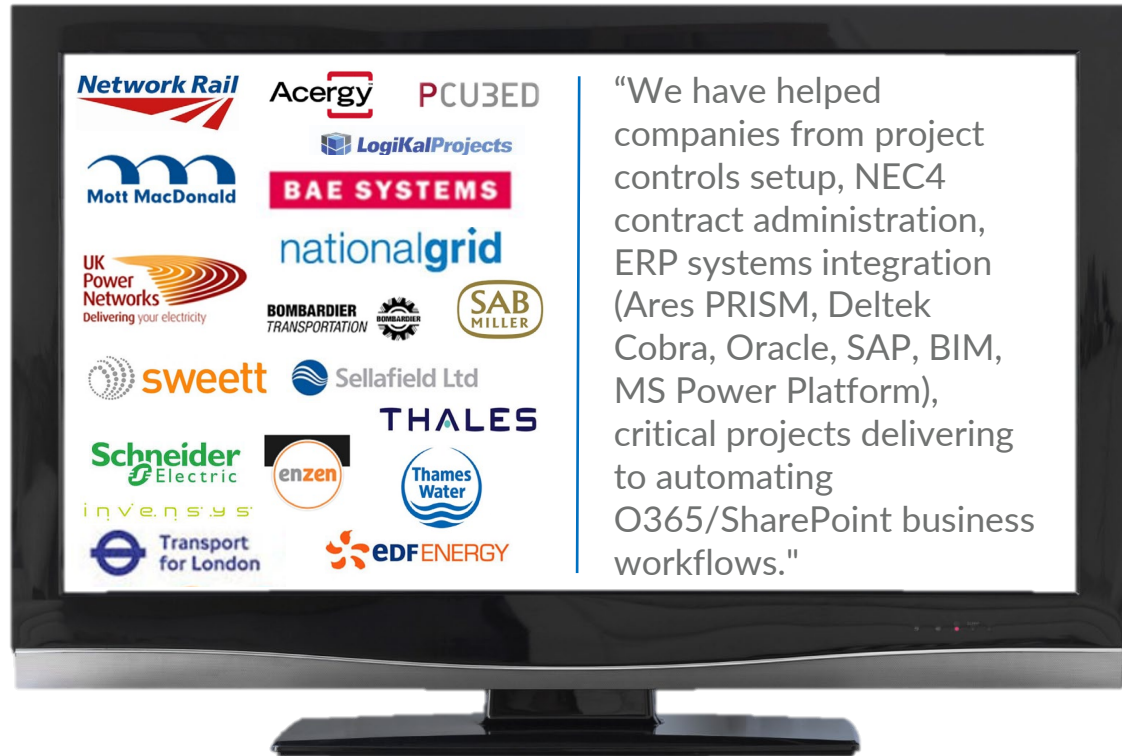 Network Rail
Acergy
PCU3ED
LogiKalProjects
Mott MacDonald
BAE SYSTEMS
nationalgrid
UK
Power
Networks
Delivering your electricity
BOMBARDIER
TRANSPORTATION
BOMBARDIER
SAB
MILLER
sweett
Sellafield Ltd
THALES
Schneider
Electric
enzen
Thames
Water
invensys
Transport
for London
eDF ENERGY
“We have helped
companies from project
controls setup, NEC4
contract administration,
ERP systems integration
(Ares PRISM, Deltek
Cobra, Oracle, SAP, BIM,
MS Power Platform),
critical projects delivering
to automating
O365/SharePoint business
workflows."